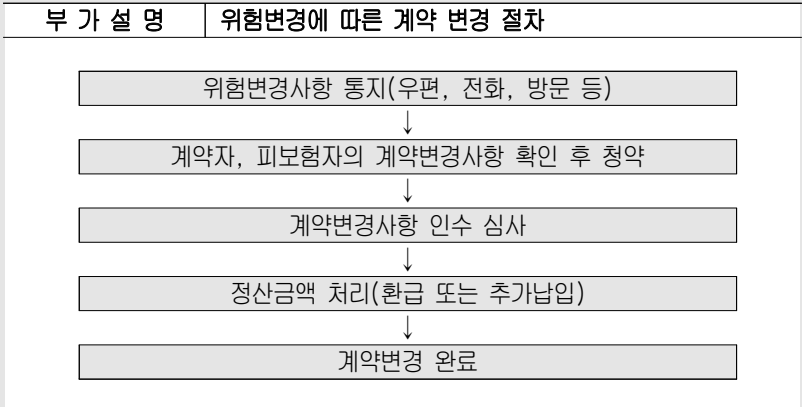 부 가 설 명 위험변경에 따른 계약 변경 절차
위험변경사항 통지(우편, 전화, 방문 등)
↓
계약자, 피보험자의 계약변경사항 확인 후 청약
↓
계약변경사항 인수 심사
↓
정산금액 처리(환급 또는 추가납입)
↓
계약변경 완료